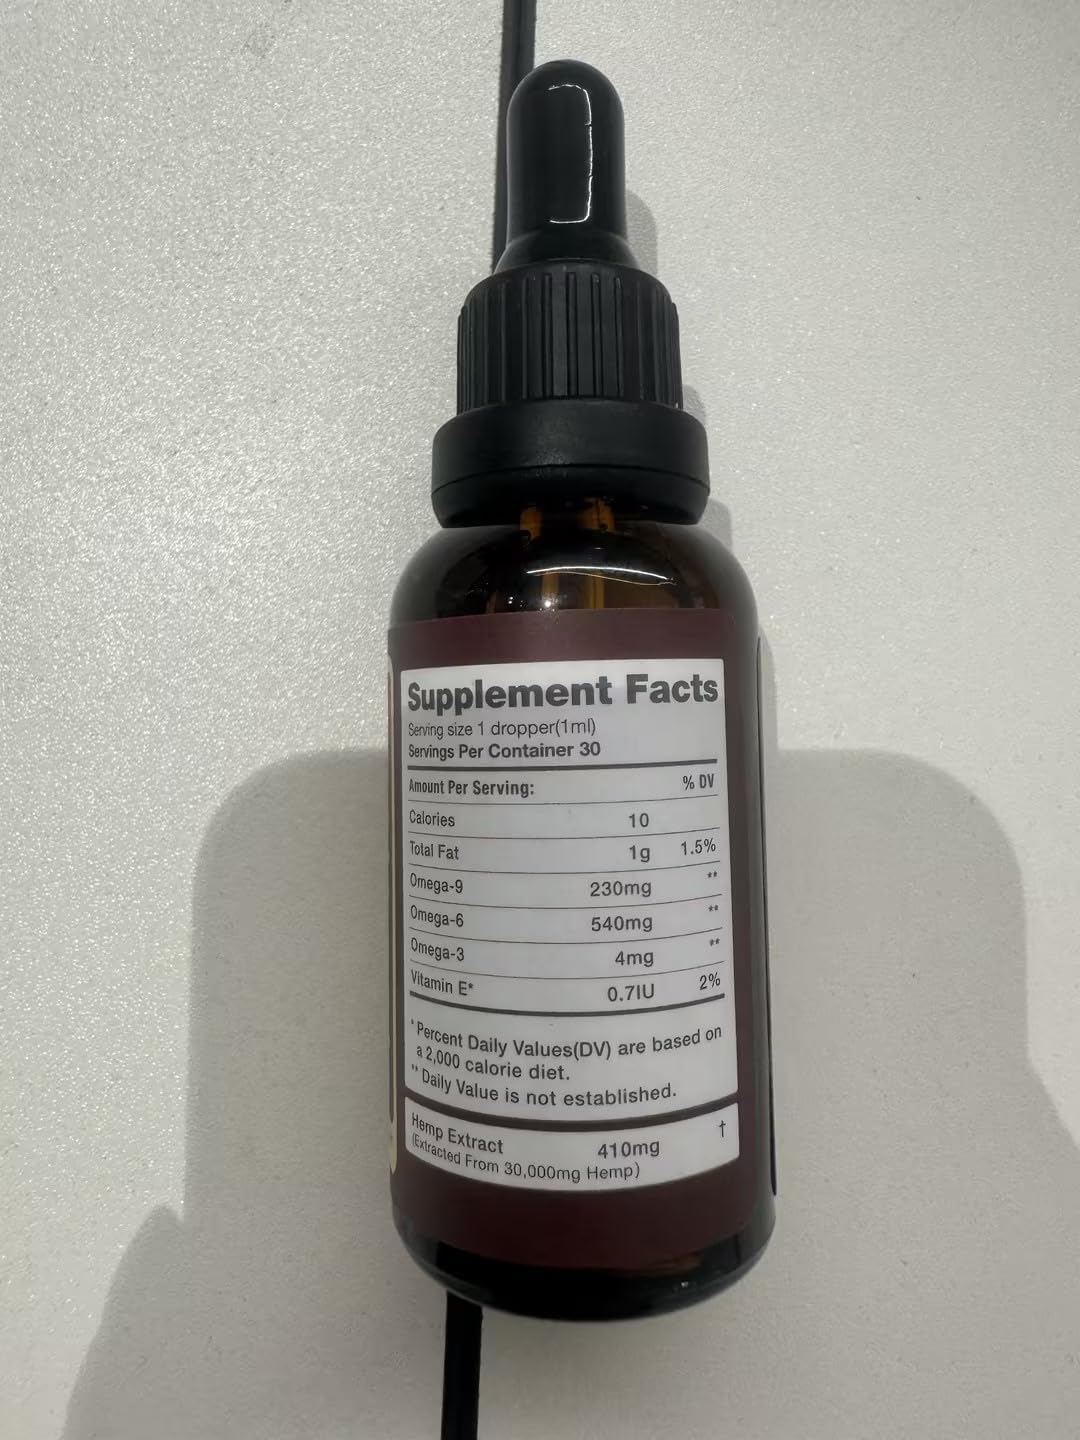 Supplement Facts
Serving size 1 dropper(1ml)
Servings Per Container 30
Amount Per Serving: % DV
Calories 10
Total Fat 1g 1.5%
Omega-9 230mg **
Omega-6 540mg **
Omega-3 4mg **
Vitamin E* 0.7IU 2%
* Percent Daily Values(DV) are based on
a 2,000 calorie diet.
** Daily Value is not established.
Hemp Extract 410mg †
(Extracted From 30,000mg Hemp)